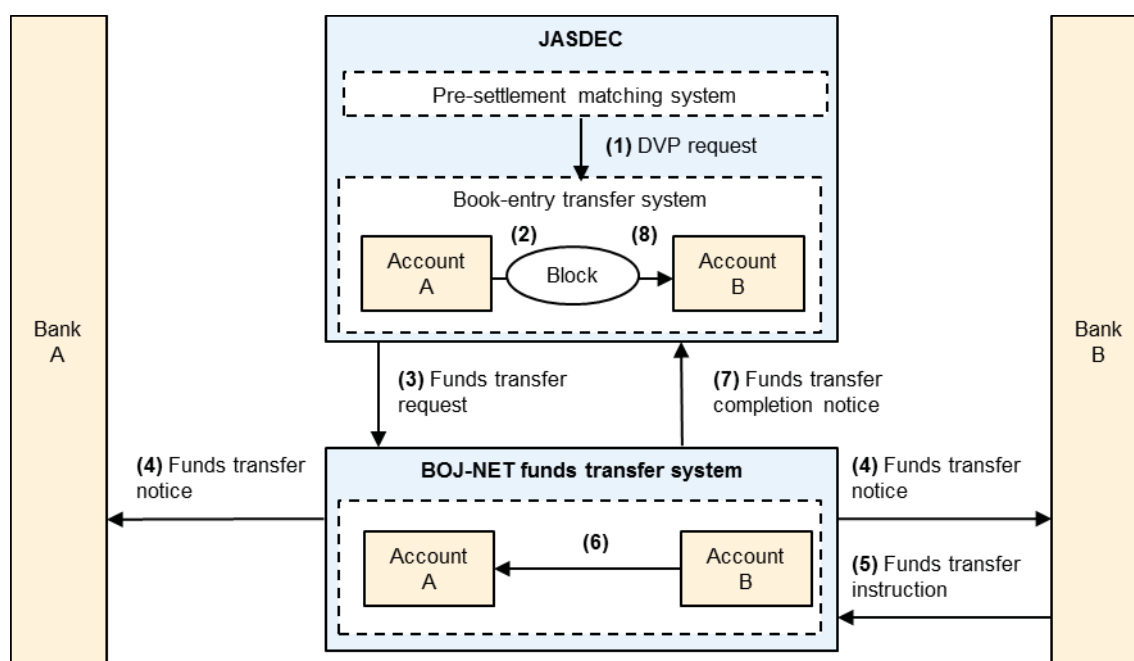 JASDEC
Pre-settlement matching system
(1) DVP request
Book-entry transfer system
(2)
(8)
Account
A
Block
Account
B
Bank
A
Bank
B
(3) Funds transfer
request
(7) Funds transfer
completion notice
(4) Funds transfer
notice
BOJ-NET funds transfer system
(4) Funds transfer
notice
Account
A
(6)
Account
B
(5) Funds transfer
instruction